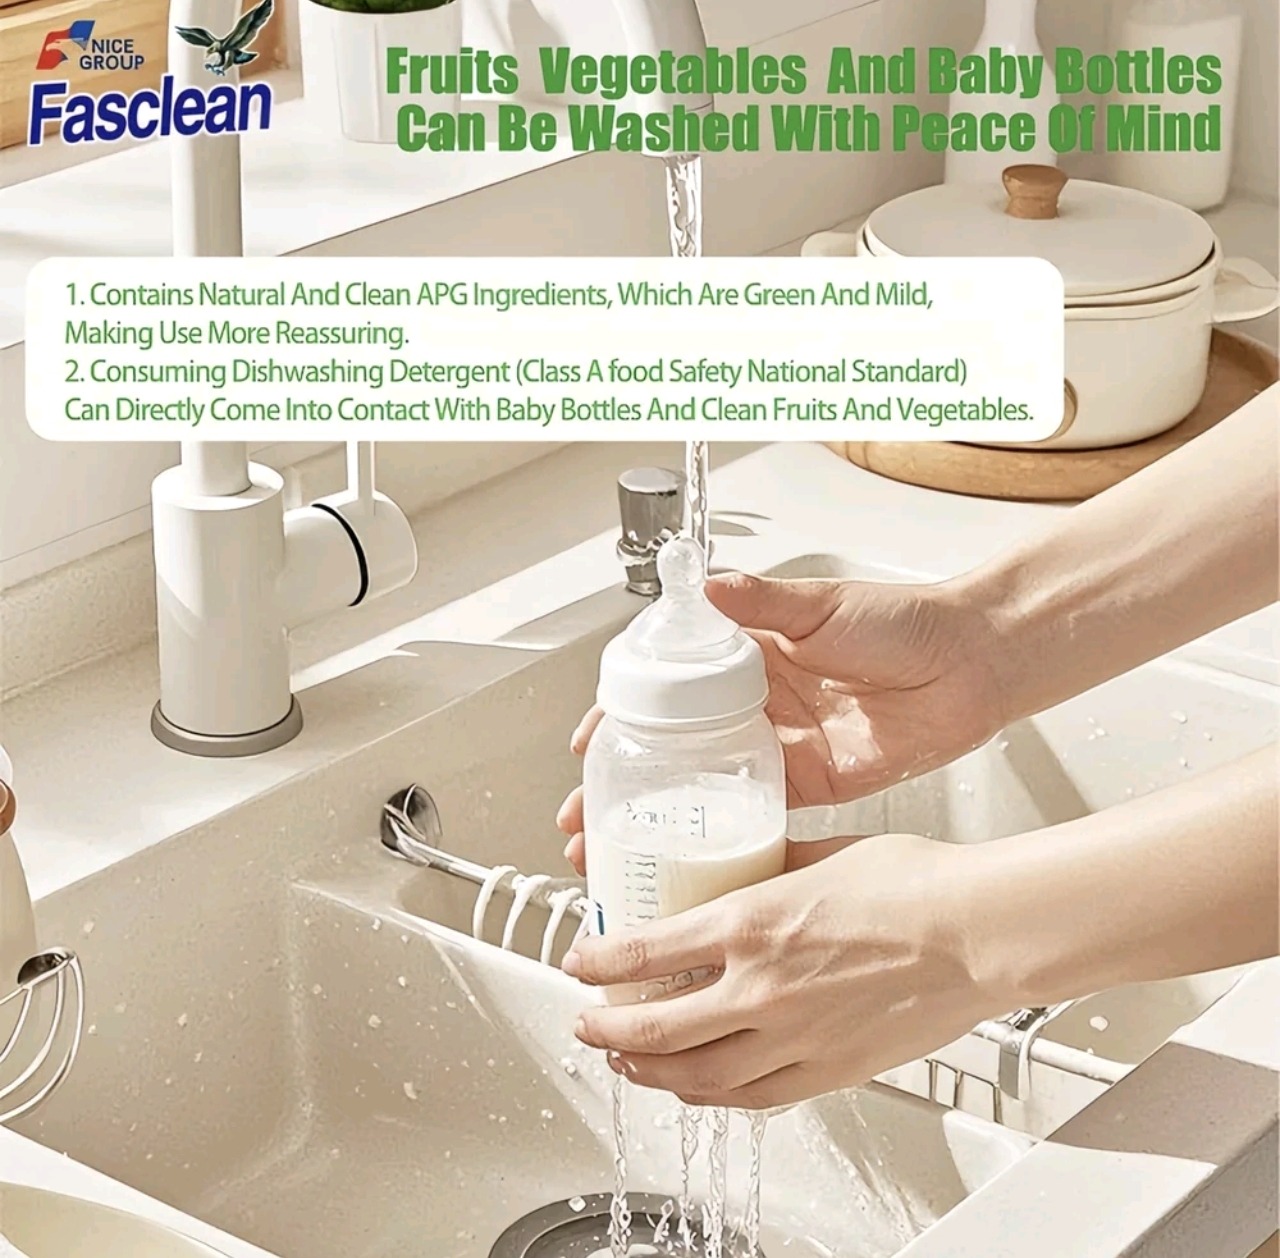 NICE
GROUP
Fasclean
Fruits Vegetables And Baby Bottles
Can Be Washed With Peace Of Mind
1. Contains Natural And Clean APG Ingredients, Which Are Green And Mild,
Making Use More Reassuring.
2. Consuming Dishwashing Detergent (Class A food Safety National Standard)
Can Directly Come Into Contact With Baby Bottles And Clean Fruits And Vegetables.